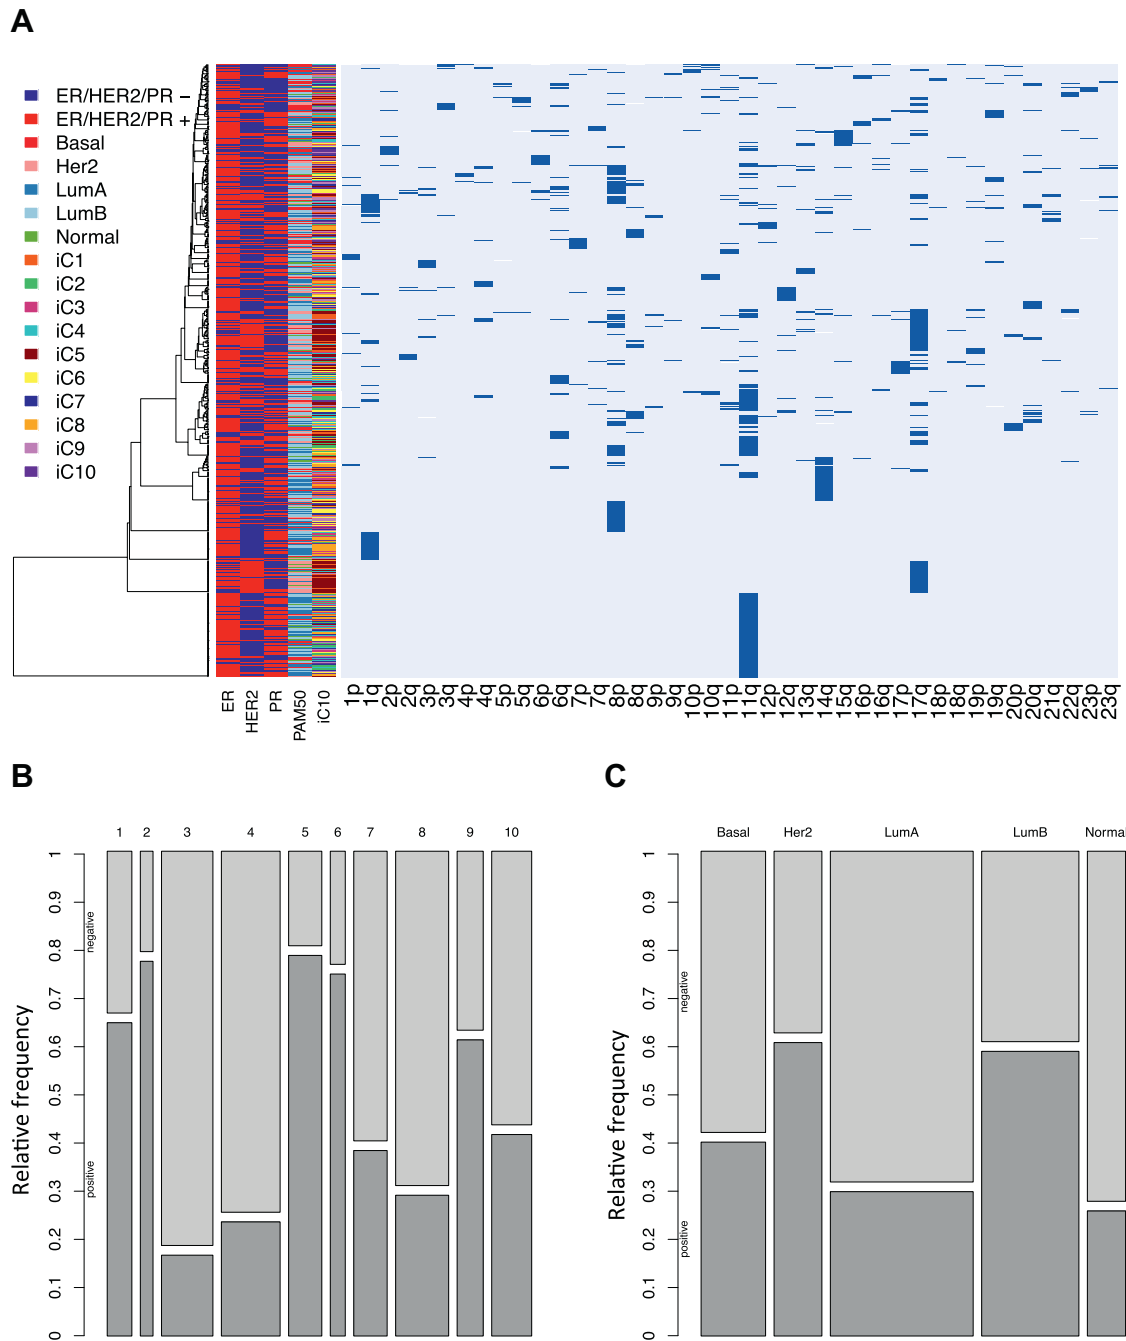 A
ER/HER2/PR –
ER/HER2/PR +
Basal
Her2
LumA
LumB
Normal
iC1
iC2
iC3
iC4
iC5
iC6
iC7
iC8
iC9
iC10
ER HER2 PR PAM50 iC10 1p 1q 2p 2q 3p 3q 4p 4q 5p 5q 6p 6q 7p 7q 8p 8q 9p 9q 10p 10q 11p 11q 12p 12q 13q 14q 15q 16p 16q 17p 17q 18p 18q 19p 19q 20p 20q 21q 22q 23p 23q
B
1 2 3 4 5 6 7 8 9 10
Relative frequency
negative
positive
1
0.9
0.8
0.7
0.6
0.5
0.4
0.3
0.2
0.1
0
C
Basal Her2 LumA LumB Normal
Relative frequency
negative
positive
1
0.9
0.8
0.7
0.6
0.5
0.4
0.3
0.2
0.1
0